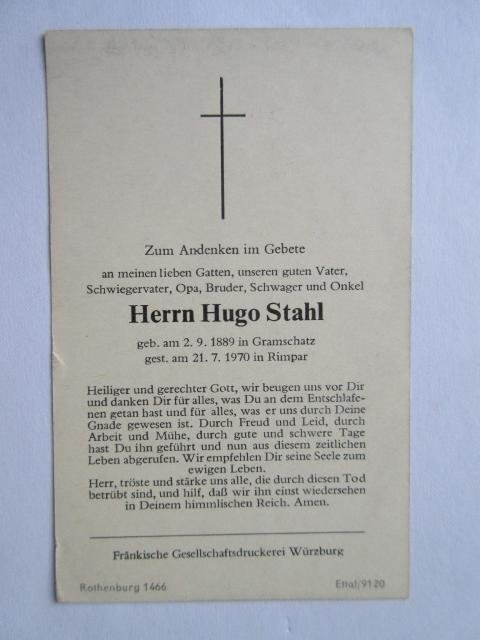 Zum Andenken im Gebete
an meinen lieben Gatten, unseren guten Vater,
Schwiegervater, Opa, Bruder, Schwager und Onkel
Herrn Hugo Stahl
geb. am 2. 9. 1889 in Gramschatz
gest. am 21. 7. 1970 in Rimpar
Heiliger und gerechter Gott, wir beugen uns vor Dir
und danken Dir für alles, was Du an dem Entschlafe-
nen getan hast und für alles, was er uns durch Deine
Gnade gewesen ist. Durch Freud und Leid, durch
Arbeit und Mühe, durch gute und schwere Tage
hast Du ihn geführt und nun aus diesem zeitlichen
Leben abgerufen. Wir empfehlen Dir seine Seele zum
ewigen Leben.
Herr, tröste und stärke uns alle, die durch diesen Tod
betrübt sind, und hilf, daß wir ihn einst wiedersehen
in Deinem himmlischen Reich. Amen.
Fränkische Gesellschaftsdruckerei Würzburg
Rothenburg 1466
Ettal/9120